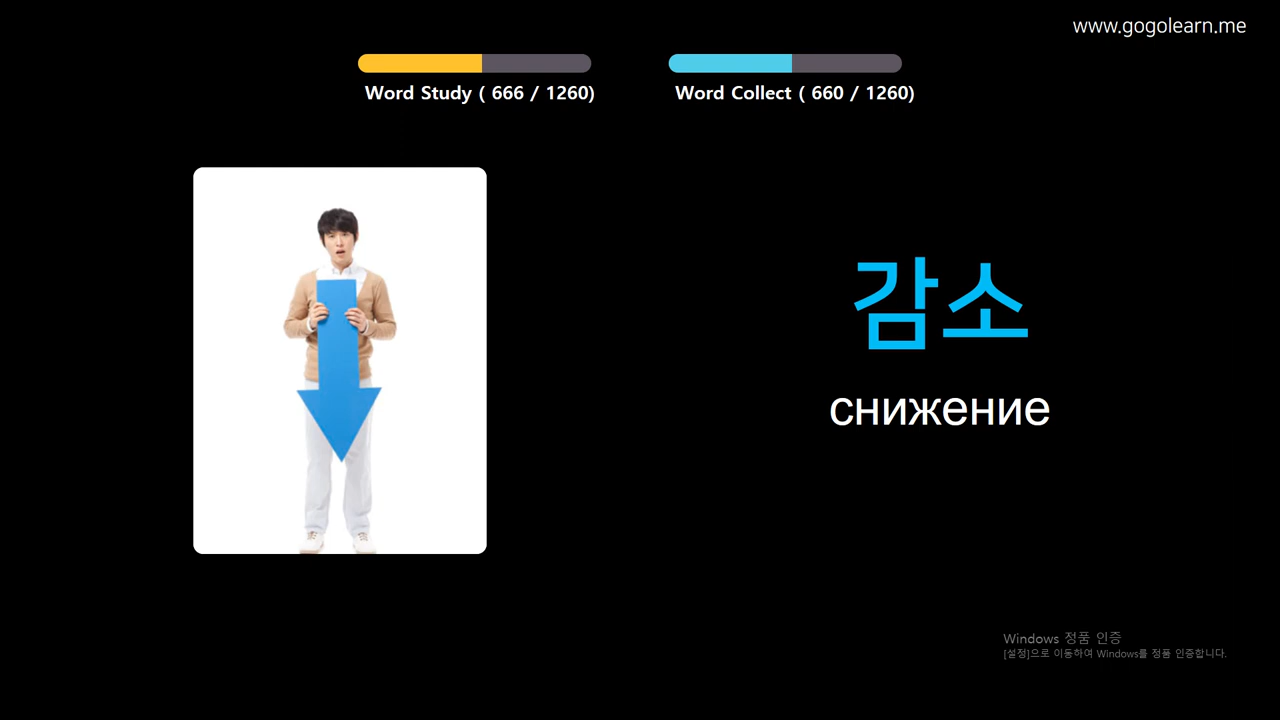 www.gogolearn.me
Word Study ( 666 / 1260)
Word Collect ( 660 / 1260)
감소
снижение
Windows 정품 인증
[설정]으로 이동하여 Windows를 정품 인증합니다.